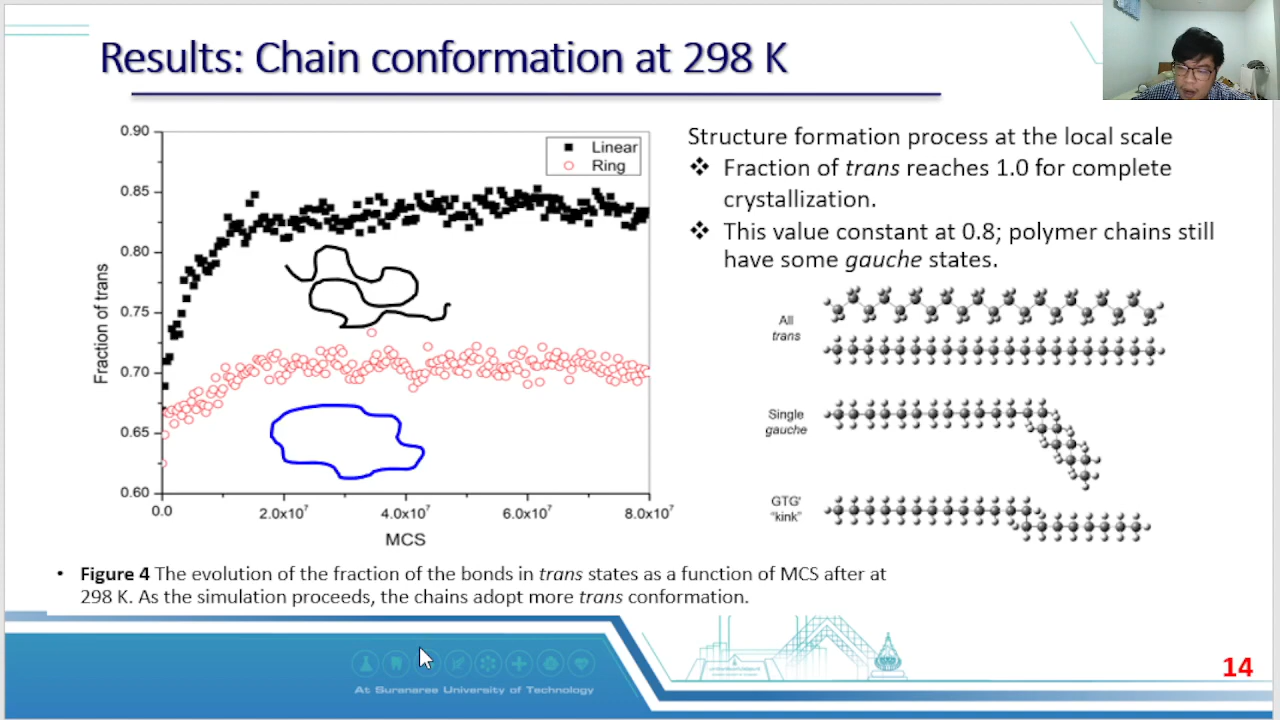 Results: Chain conformation at 298 K
0.90
0.85
0.80
0.75
0.70
0.65
0.60
Fraction of trans
Linear
Ring
0.0
2.0x10⁷
4.0x10⁷
6.0x10⁷
8.0x10⁷
MCS
Structure formation process at the local scale
❖ Fraction of trans reaches 1.0 for complete
crystallization.
❖ This value constant at 0.8; polymer chains still
have some gauche states.
All
trans
Single
gauche
GTG'
"kink"
• Figure 4 The evolution of the fraction of the bonds in trans states as a function of MCS after at
298 K. As the simulation proceeds, the chains adopt more trans conformation.
At Suranaree University of Technology
14